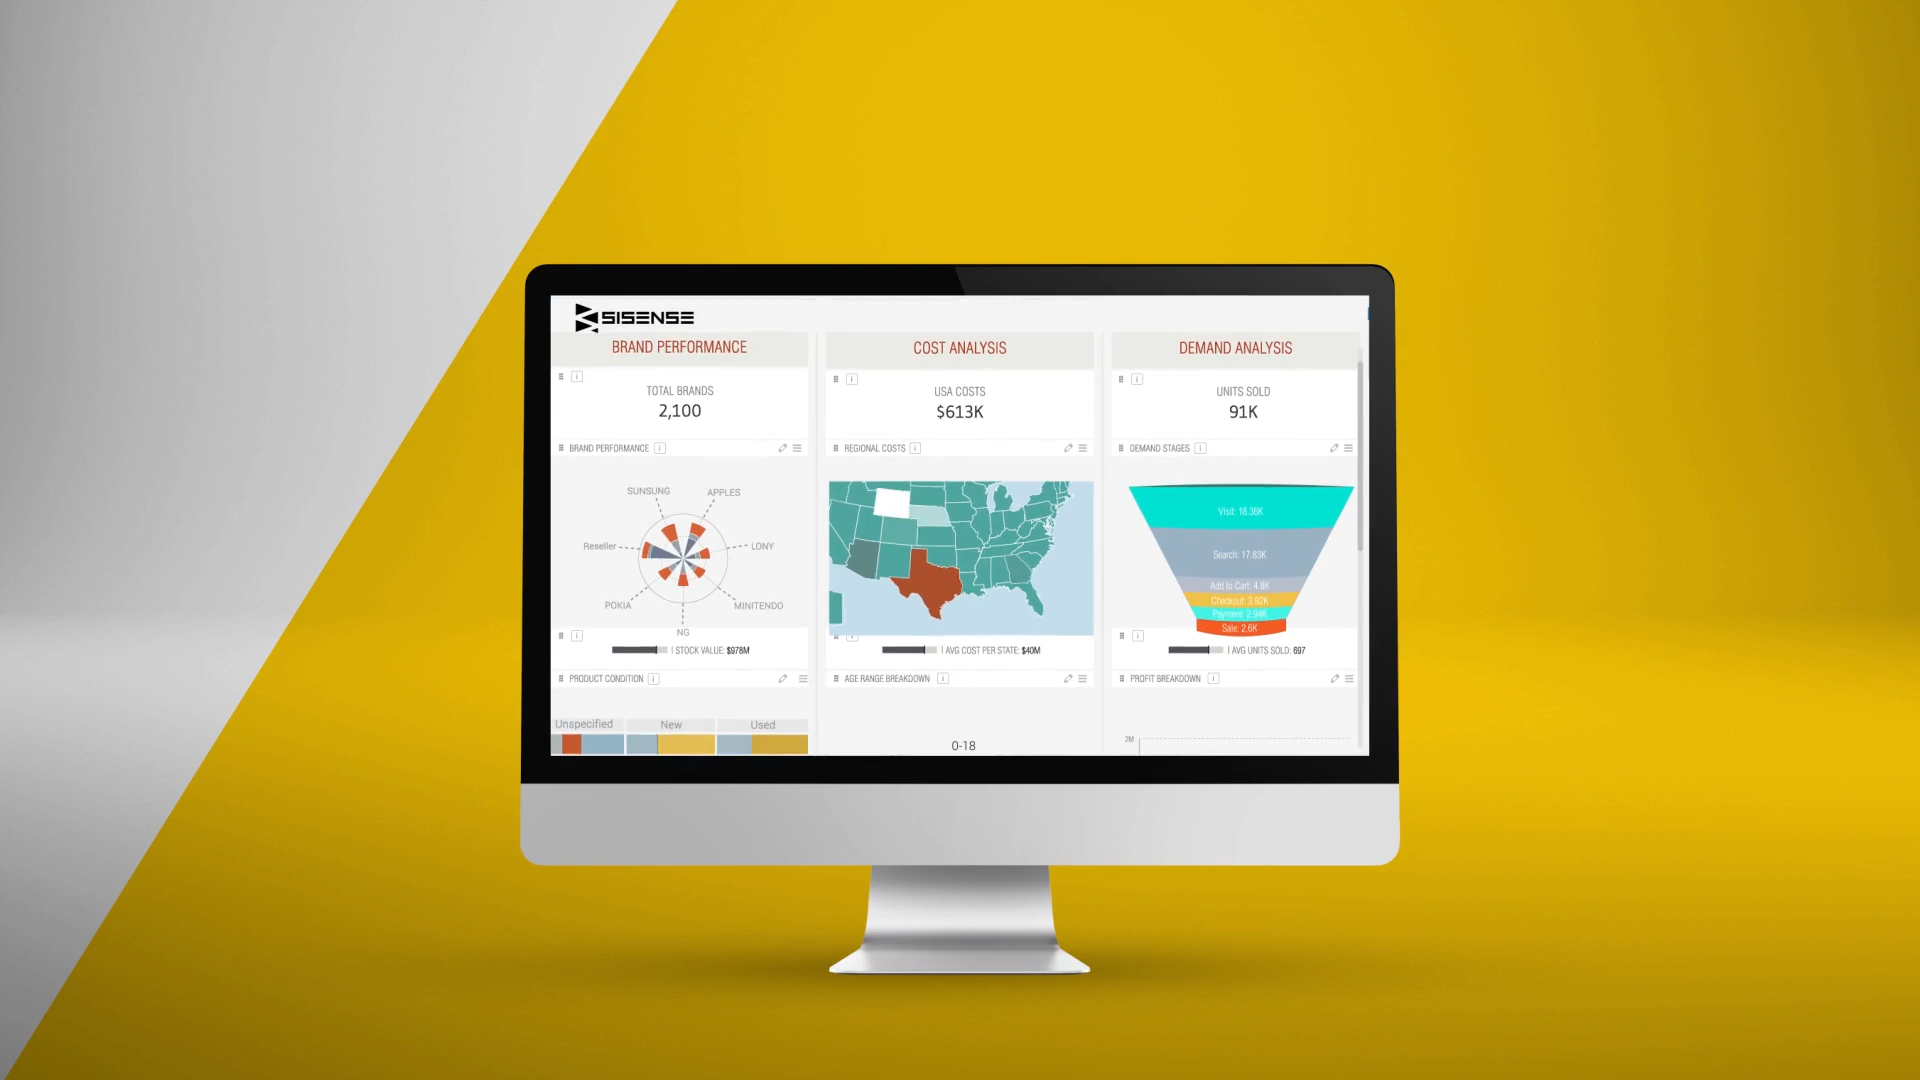 SISENSE
BRAND PERFORMANCE
TOTAL BRANDS
2,100
BRAND PERFORMANCE
SUNSUNG
APPLES
Reseller
LONY
POKIA
MINITENDO
NG
STOCK VALUE: $978M
PRODUCT CONDITION
Unspecified
New
Used
COST ANALYSIS
USA COSTS
$613K
REGIONAL COSTS
AVG COST PER STATE: $40M
AGE RANGE BREAKDOWN
0-18
DEMAND ANALYSIS
UNITS SOLD
91K
DEMAND STAGES
Visit: 18.36K
Search: 17.83K
Add to Cart: 4.8K
Checkout: 3.92K
Payment: 2.94K
Sale: 2.6K
AVG UNITS SOLD: 697
PROFIT BREAKDOWN
2M